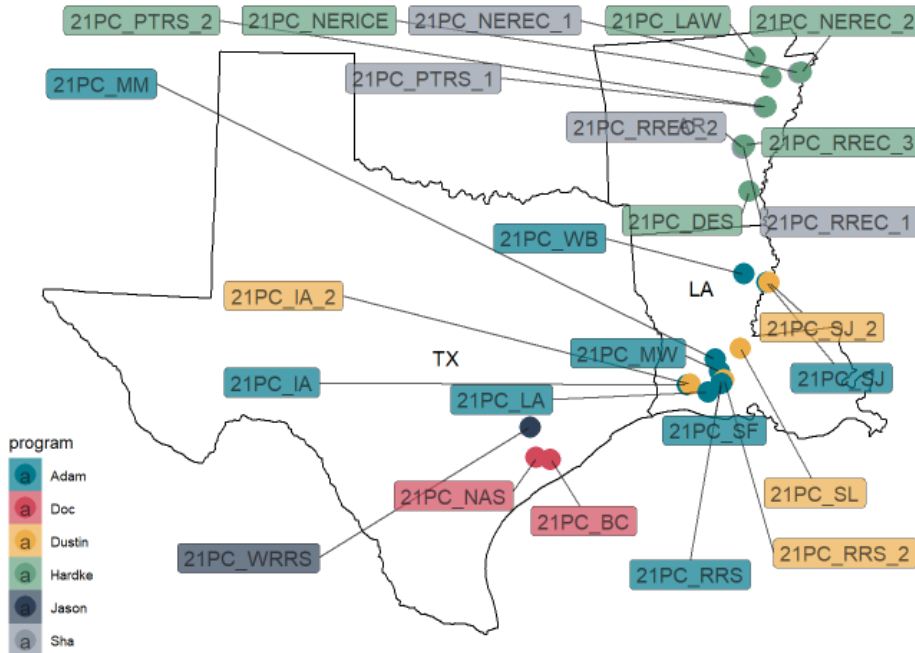 21PC_PTRS_2
21PC_NERICE
21PC_NEREC_1
21PC_LAW
21PC_NEREC_2
21PC_MM
21PC_PTRS_1
21PC_RREC_2
AR
21PC_RREC_3
21PC_DES
21PC_RREC_1
21PC_WB
LA
21PC_IA_2
21PC_SJ_2
TX
21PC_MW
21PC_IA
21PC_SJ
21PC_LA
21PC_SF
21PC_NAS
21PC_SL
21PC_BC
21PC_WRRS
21PC_RRS_2
21PC_RRS
program
a Adam
a Doc
a Dustin
a Hardke
a Jason
a Sha